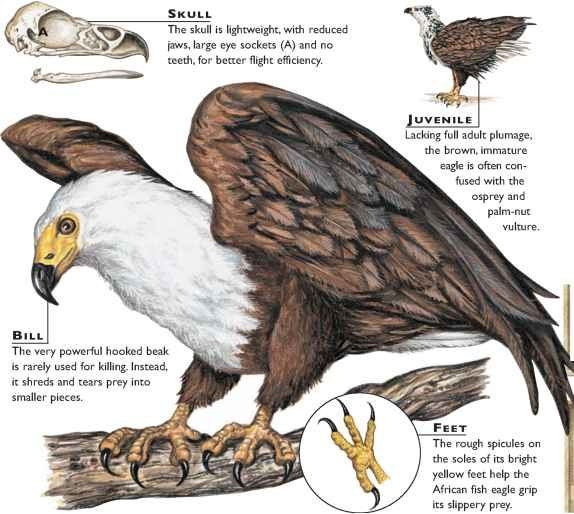 SKULL
The skull is lightweight, with reduced
jaws, large eye sockets (A) and no
teeth, for better flight efficiency.
A
JUVENILE
Lacking full adult plumage,
the brown, immature
eagle is often con-
fused with the
osprey and
palm-nut
vulture.
BILL
The very powerful hooked beak
is rarely used for killing. Instead,
it shreds and tears prey into
smaller pieces.
FEET
The rough spicules on
the soles of its bright
yellow feet help the
African fish eagle grip
its slippery prey.